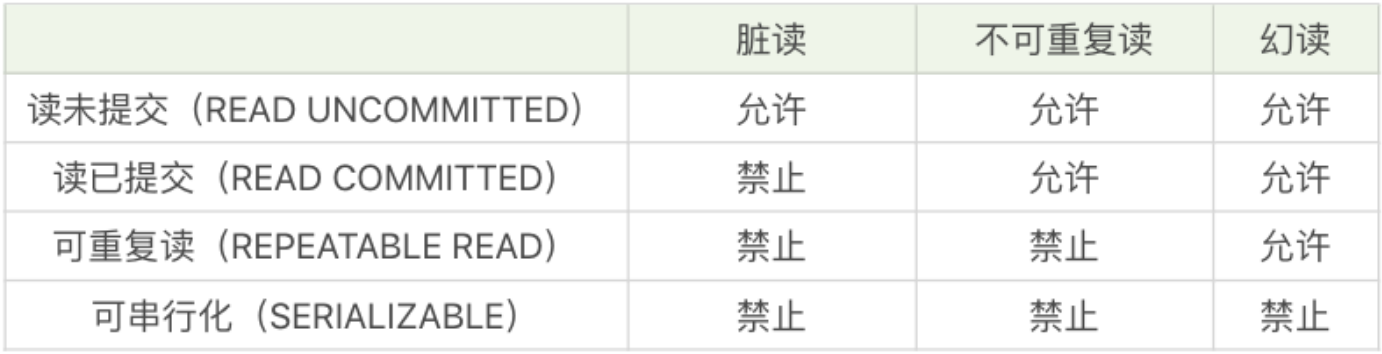 脏读 不可重复读 幻读
读未提交（READ UNCOMMITTED） 允许 允许 允许
读已提交（READ COMMITTED） 禁止 允许 允许
可重复读（REPEATABLE READ） 禁止 禁止 允许
可串行化（SERIALIZABLE） 禁止 禁止 禁止